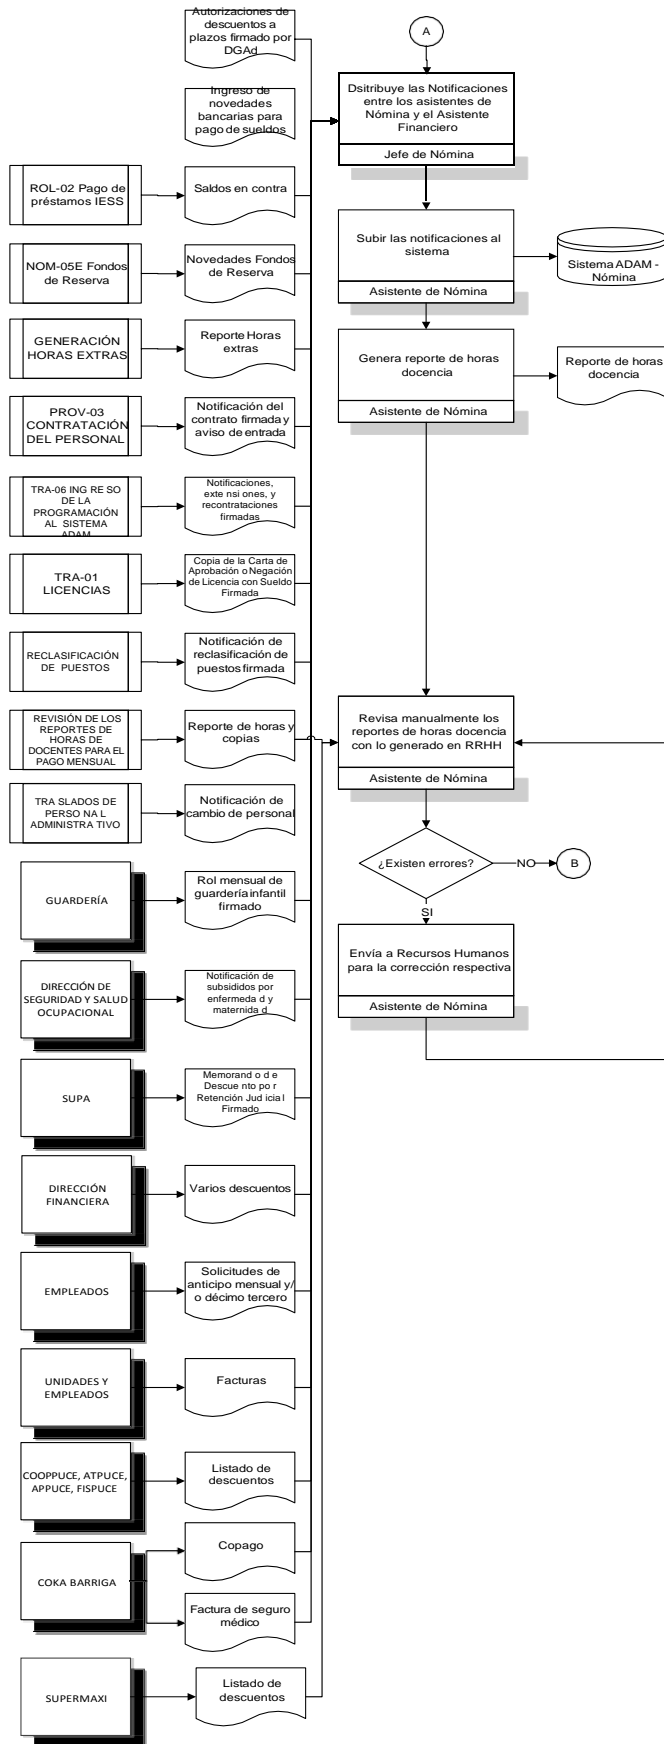 Autorizaciones de
descuentos a
plazos firmado por
DGAd
A
Ingreso de
novedades
bancarias para
pago de sueldos
Dsitribuye las Notificaciones
entre los asistentes de
Nómina y el Asistente
Financiero
Jefe de Nómina
ROL-02 Pago de
préstamos IESS
Saldos en contra
Subir las notificaciones al
sistema
Asistente de Nómina
Sistema ADAM -
Nómina
NOM-05E Fondos
de Reserva
Novedades Fondos
de Reserva
GENERACIÓN
HORAS EXTRAS
Reporte Horas
extras
Genera reporte de horas
docencia
Asistente de Nómina
Reporte de horas
docencia
PROV-03
CONTRATACIÓN
DEL PERSONAL
Notificación del
contrato firmada y
aviso de entrada
TRA-06 ING RE SO
DE LA
PROGRAMACIÓN
AL SISTEMA
ADAM
Notificaciones,
exte nsi ones, y
recontrataciones
firmadas
TRA-01
LICENCIAS
Copia de la Carta de
Aprobación o Negación
de Licencia con Sueldo
Firmada
RECLASIFICACIÓN
DE PUESTOS
Notificación de
reclasificación de
puestos firmada
REVISIÓN DE LOS
REPORTES DE
HORAS DE
DOCENTES PARA EL
PAGO MENSUAL
Reporte de horas y
copias
Revisa manualmente los
reportes de horas docencia
con lo generado en RRHH
Asistente de Nómina
TRA SLADOS DE
PERSO NA L
ADMINISTRA TIVO
Notificación de
cambio de personal
¿Existen errores?
NO
B
SI
GUARDERÍA
Rol mensual de
guardería infantil
firmado
Envía a Recursos Humanos
para la corrección respectiva
Asistente de Nómina
DIRECCIÓN DE
SEGURIDAD Y SALUD
OCUPACIONAL
Notificación de
subsididos por
enfermeda d y
maternida d
SUPA
Memorand o d e
Descue nto po r
Retención Jud icia l
Firmado
DIRECCIÓN
FINANCIERA
Varios descuentos
EMPLEADOS
Solicitudes de
anticipo mensual y/
o décimo tercero
UNIDADES Y
EMPLEADOS
Facturas
COOPPUCE, ATPUCE,
APPUCE, FISPUCE
Listado de
descuentos
COKA BARRIGA
Copago
Factura de seguro
médico
SUPERMAXI
Listado de
descuentos